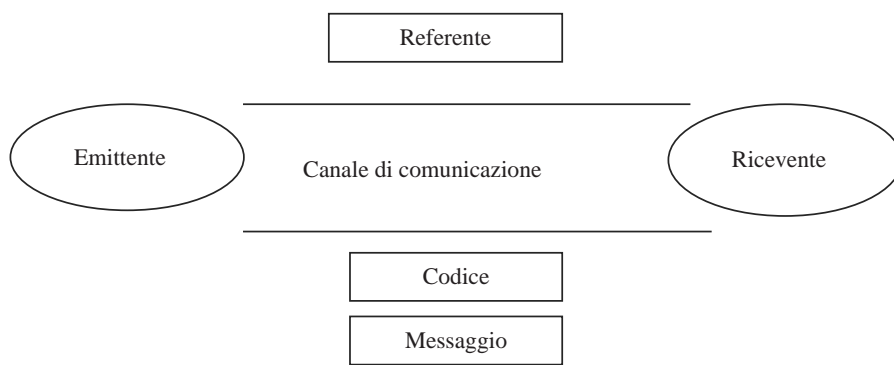 Referente
Emittente
Canale di comunicazione
Ricevente
Codice
Messaggio